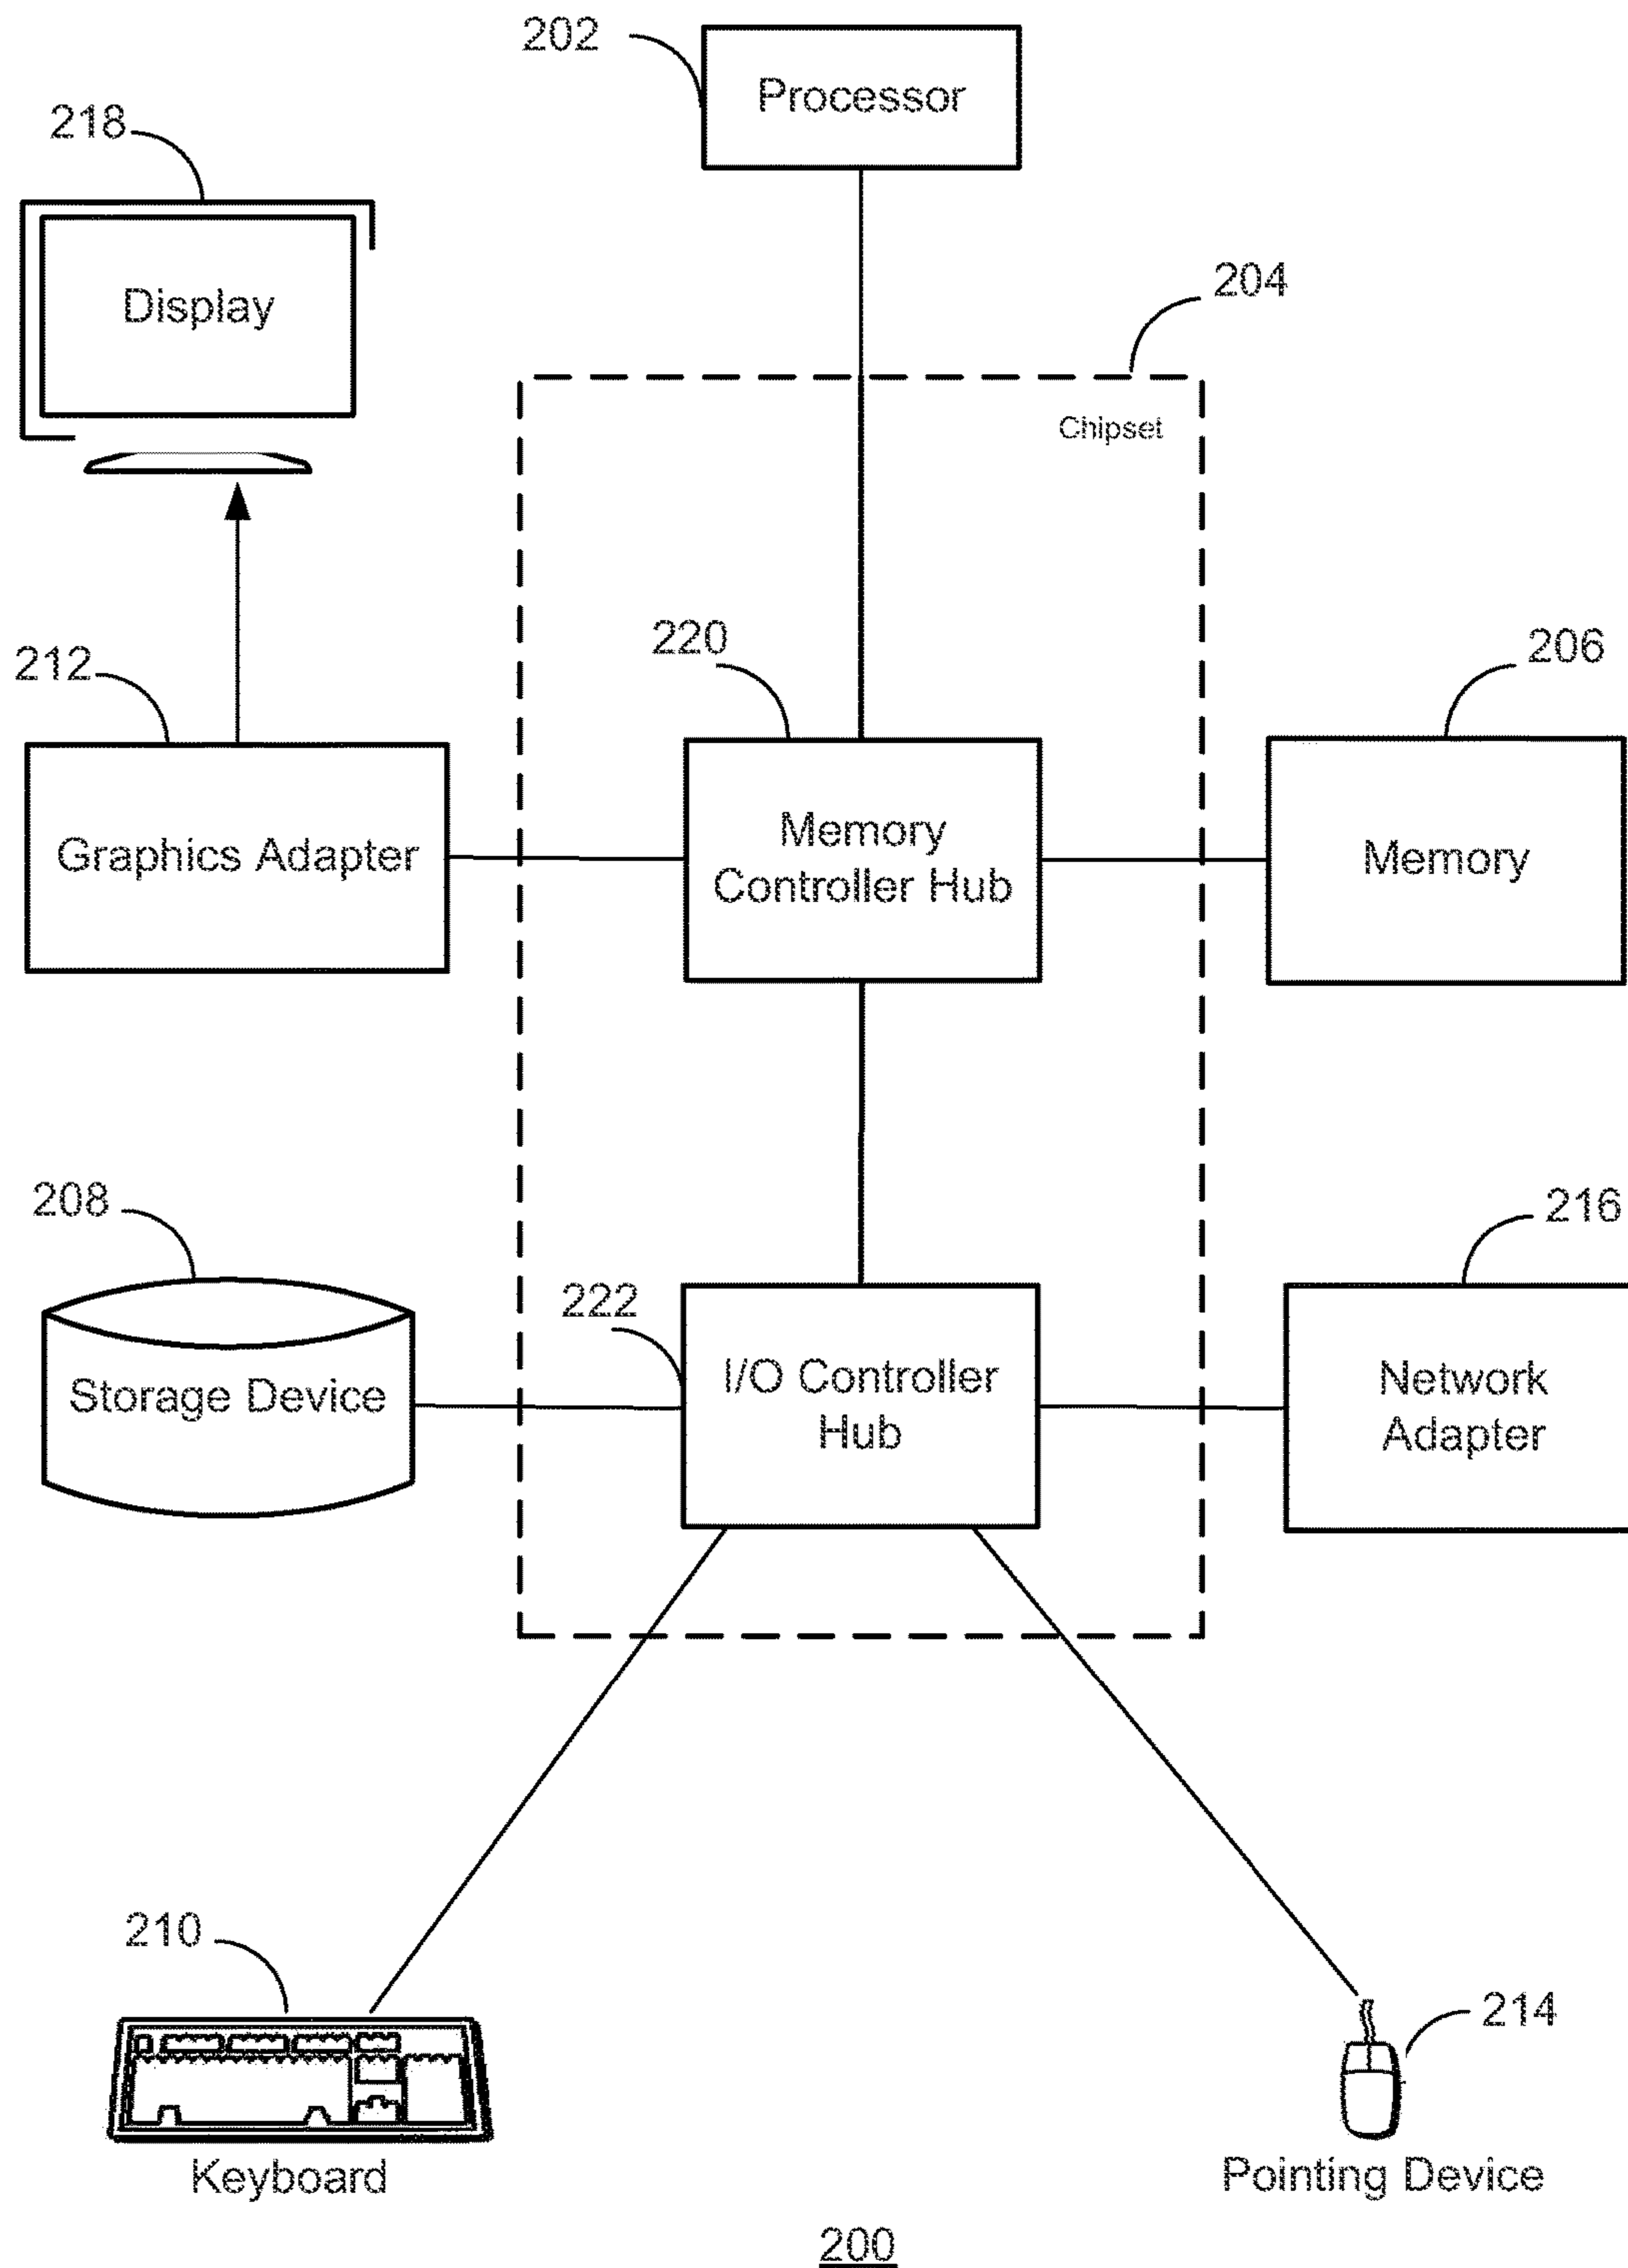 202
Processor
218
Display
204
Chipset
220
206
212
Memory
Controller Hub
Graphics Adapter
Memory
208
216
222
I/O Controller
Hub
Storage Device
Network
Adapter
210
214
Keyboard
Pointing Device
200